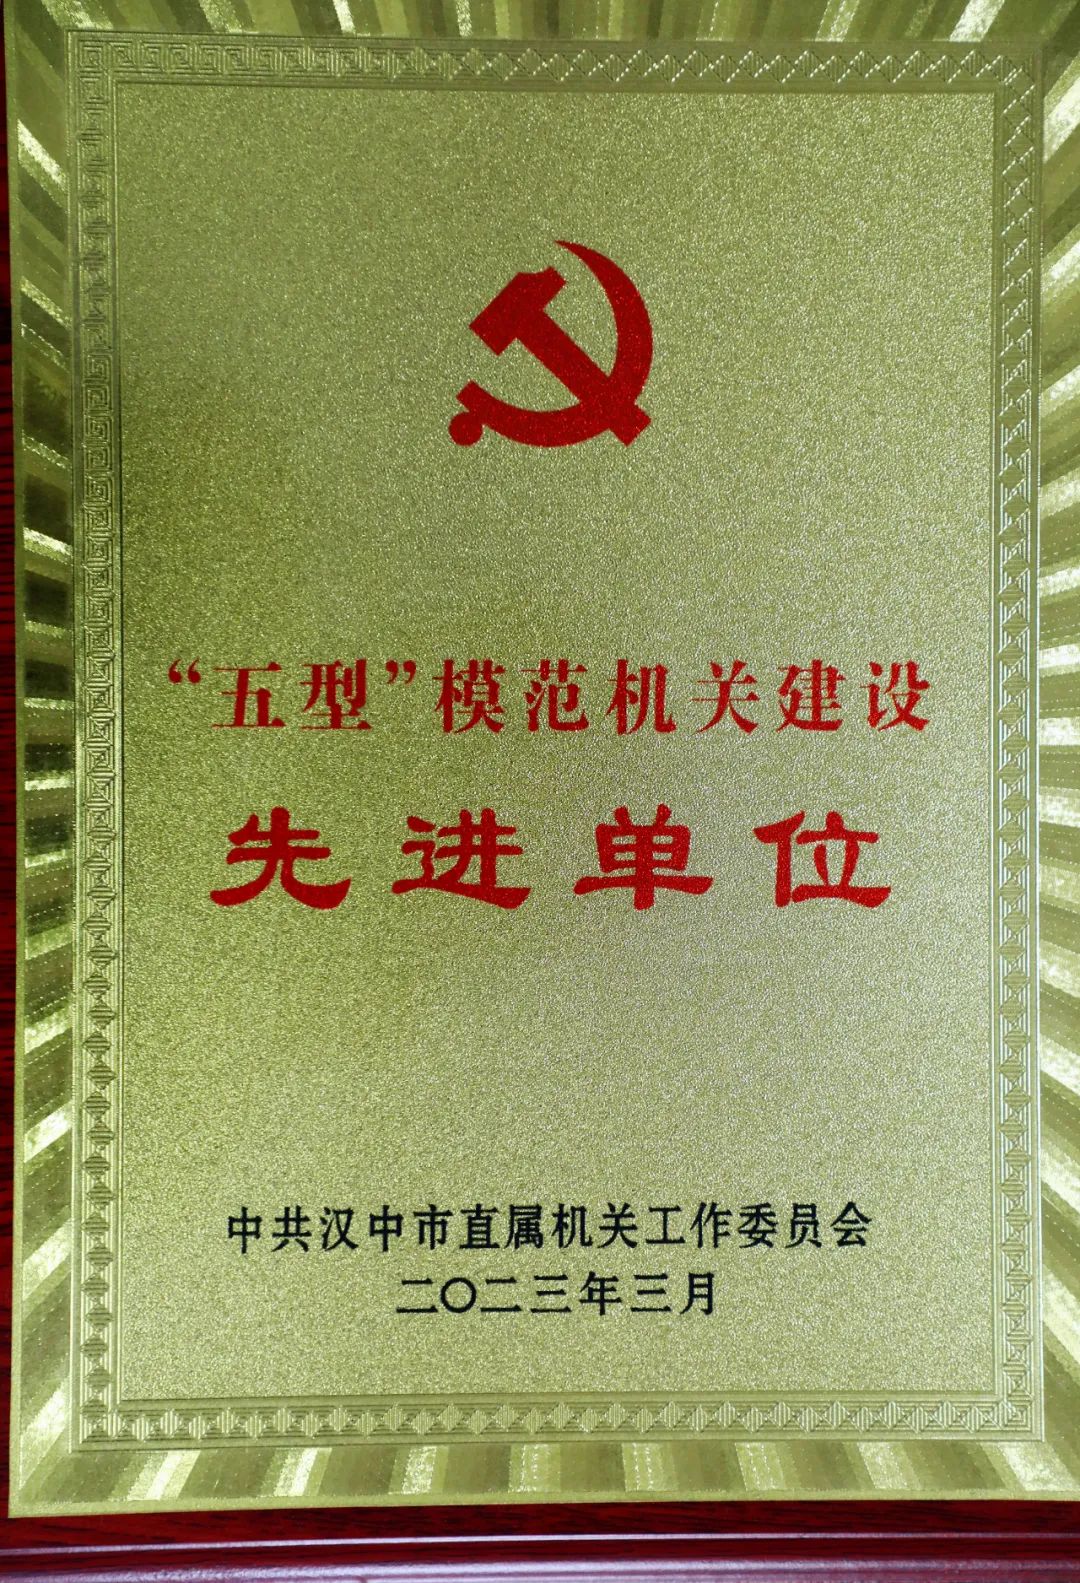 “五型”模范机关建设
先进单位
中共汉中市直属机关工作委员会
二〇二三年三月